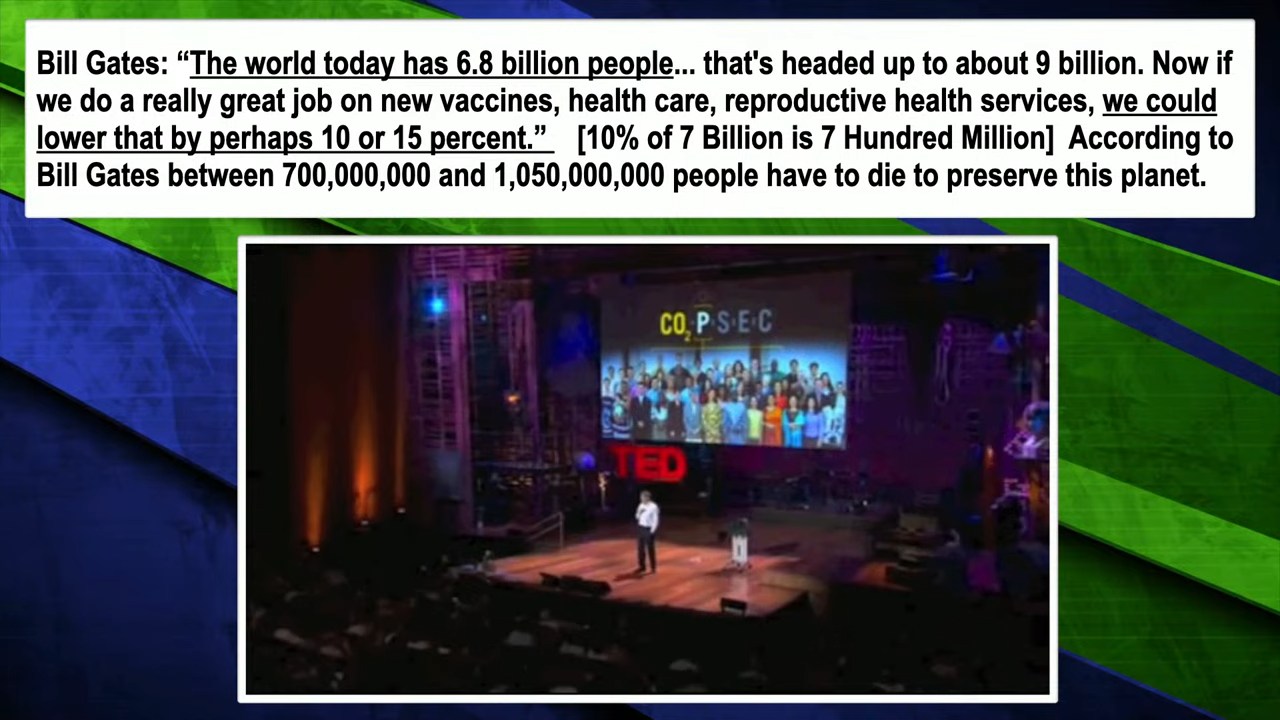 Bill Gates: “The world today has 6.8 billion people... that's headed up to about 9 billion. Now if
we do a really great job on new vaccines, health care, reproductive health services, we could
lower that by perhaps 10 or 15 percent.” [10% of 7 Billion is 7 Hundred Million] According to
Bill Gates between 700,000,000 and 1,050,000,000 people have to die to preserve this planet.
CO₂ P·S·E·C
TED